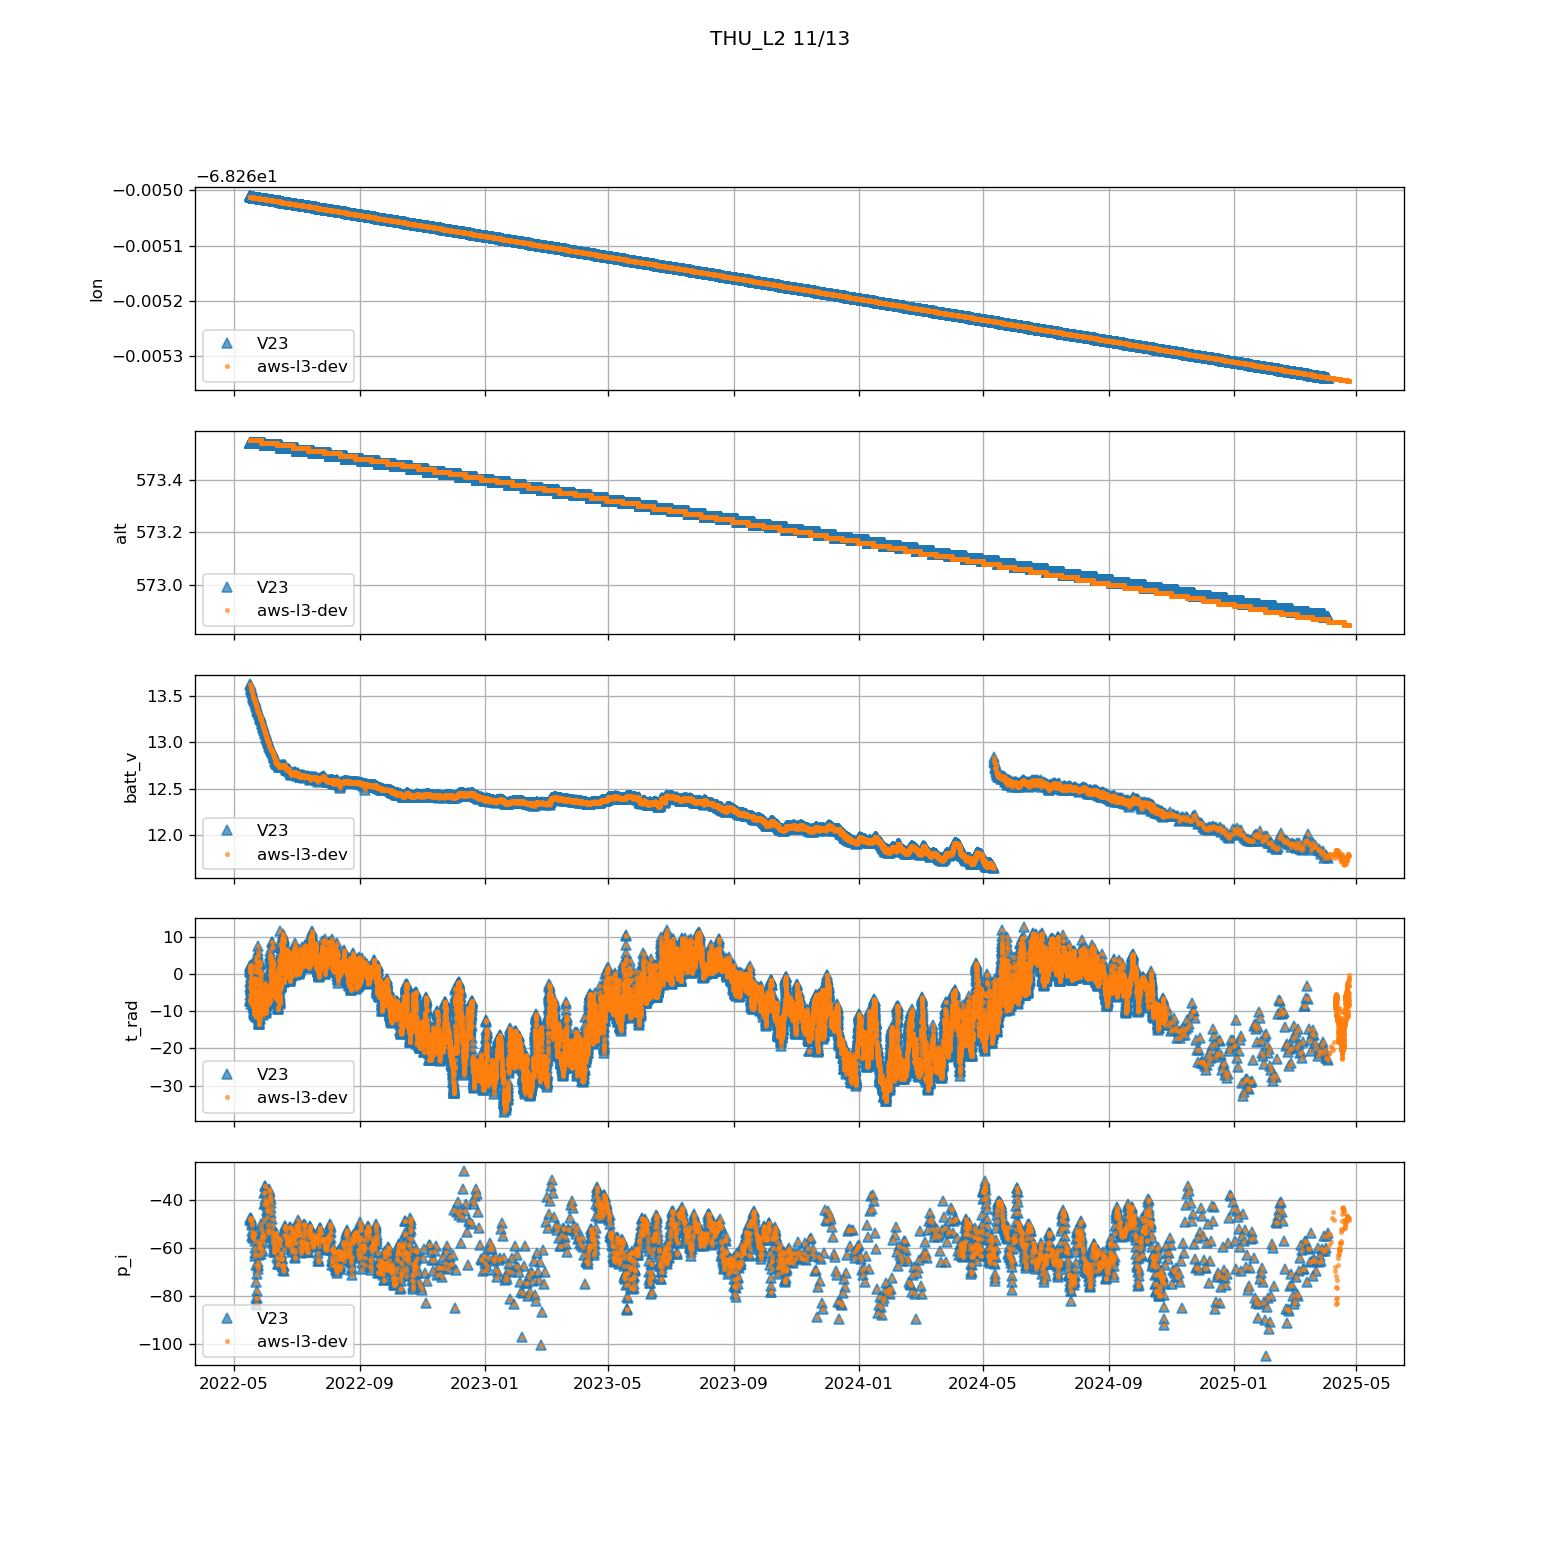 THU_L2 11/13
−6.826e1
−0.0050
−0.0051
−0.0052
−0.0053
lon
V23
aws-l3-dev
573.4
573.2
573.0
alt
V23
aws-l3-dev
13.5
13.0
12.5
12.0
batt_v
V23
aws-l3-dev
10
0
−10
−20
−30
t_rad
V23
aws-l3-dev
−40
−60
−80
−100
p_i
V23
aws-l3-dev
2022-05 2022-09 2023-01 2023-05 2023-09 2024-01 2024-05 2024-09 2025-01 2025-05